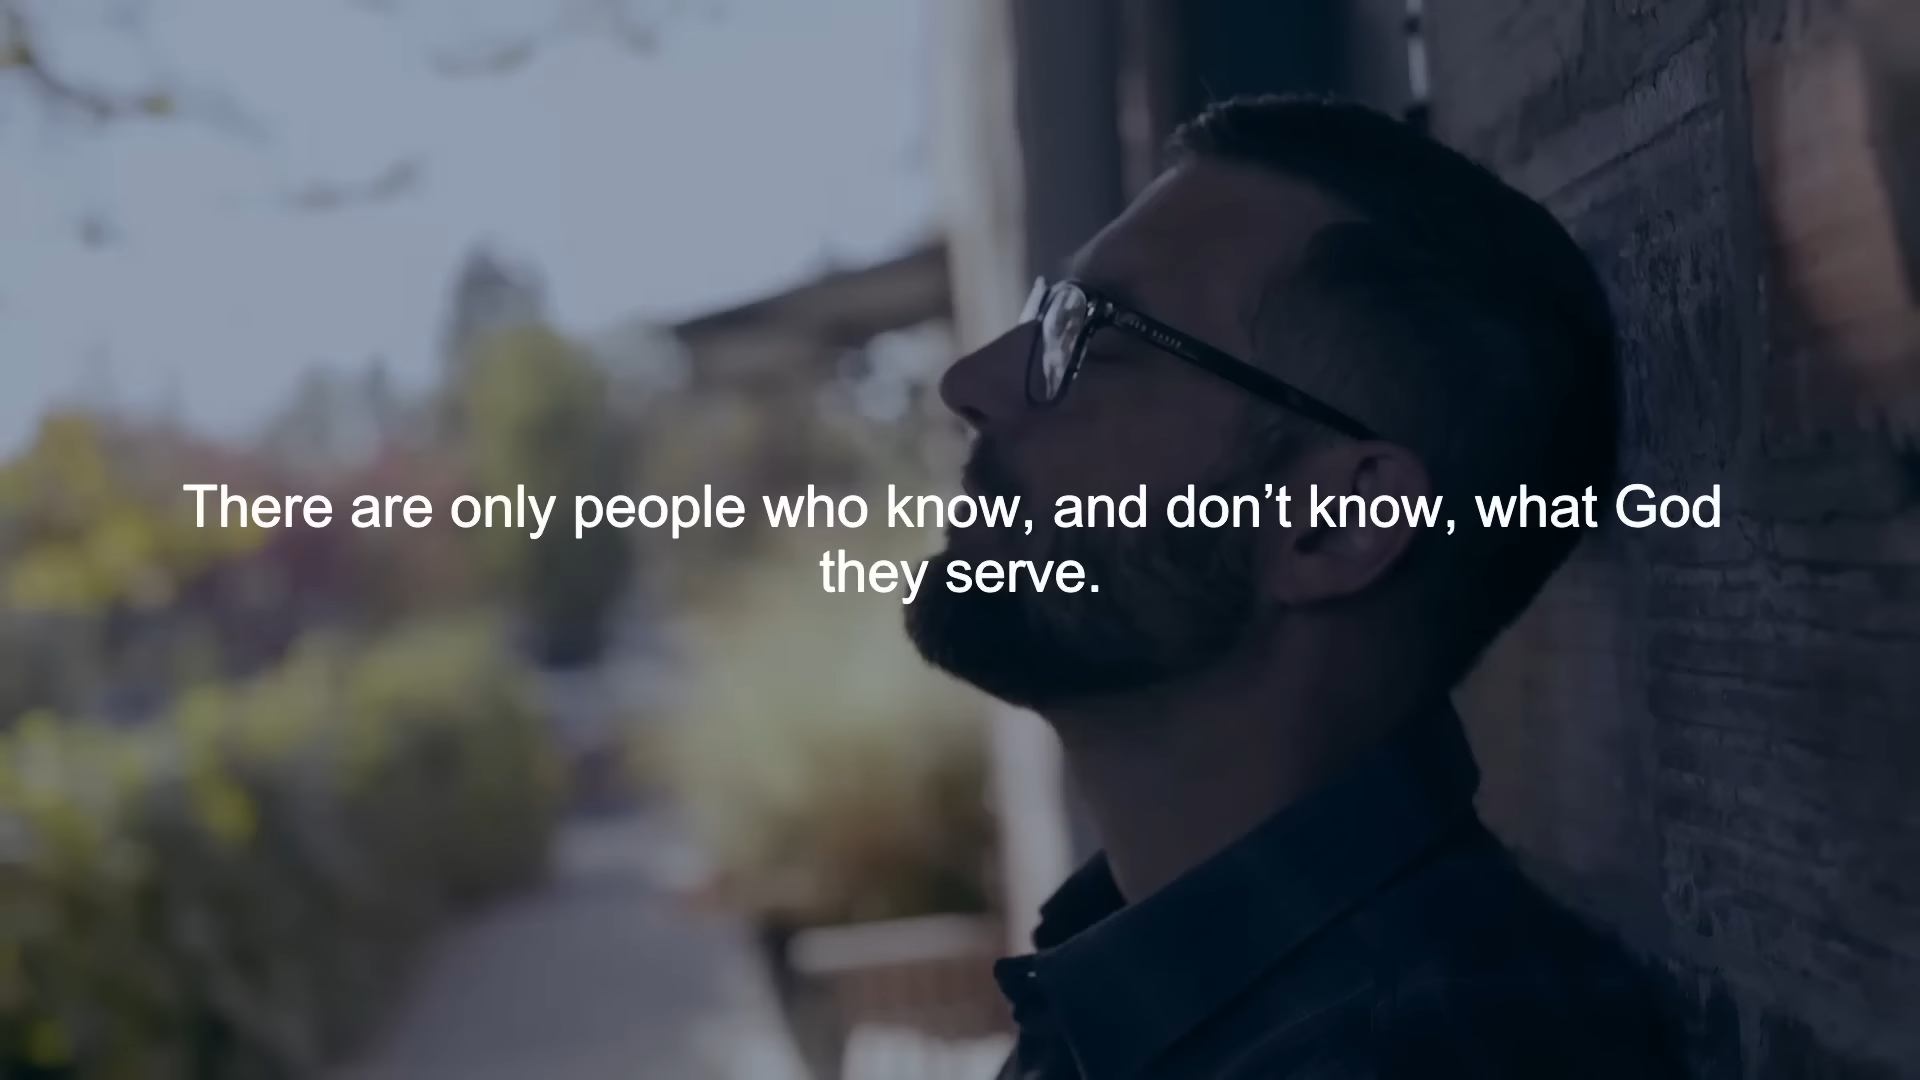 There are only people who know, and don’t know, what God
they serve.